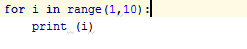 for i in range(1,10):
    print (i)